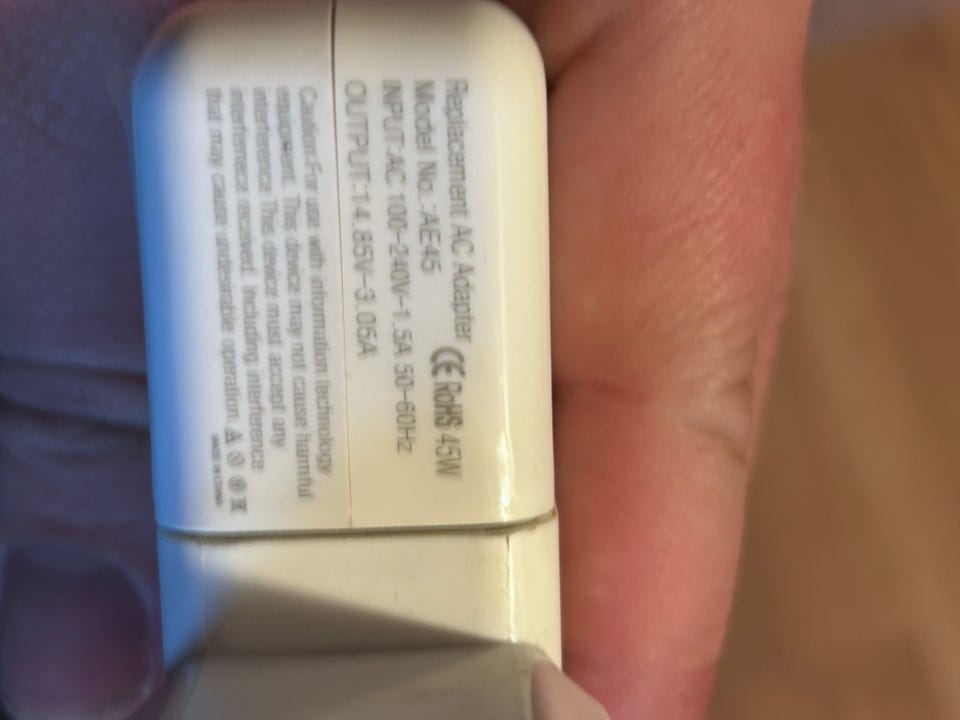 Replacement AC Adapter
Model No.:AE45 CE RoHS 45W
INPUT:AC 100-240V~1.5A 50-60Hz
OUTPUT:14.85V-3.05A
Caution:For use with information technology
equipment. This device may not cause harmful
interference This device must accept any
interfernece received, including interference
that may cause undesirable operation.
MADE IN CHINA